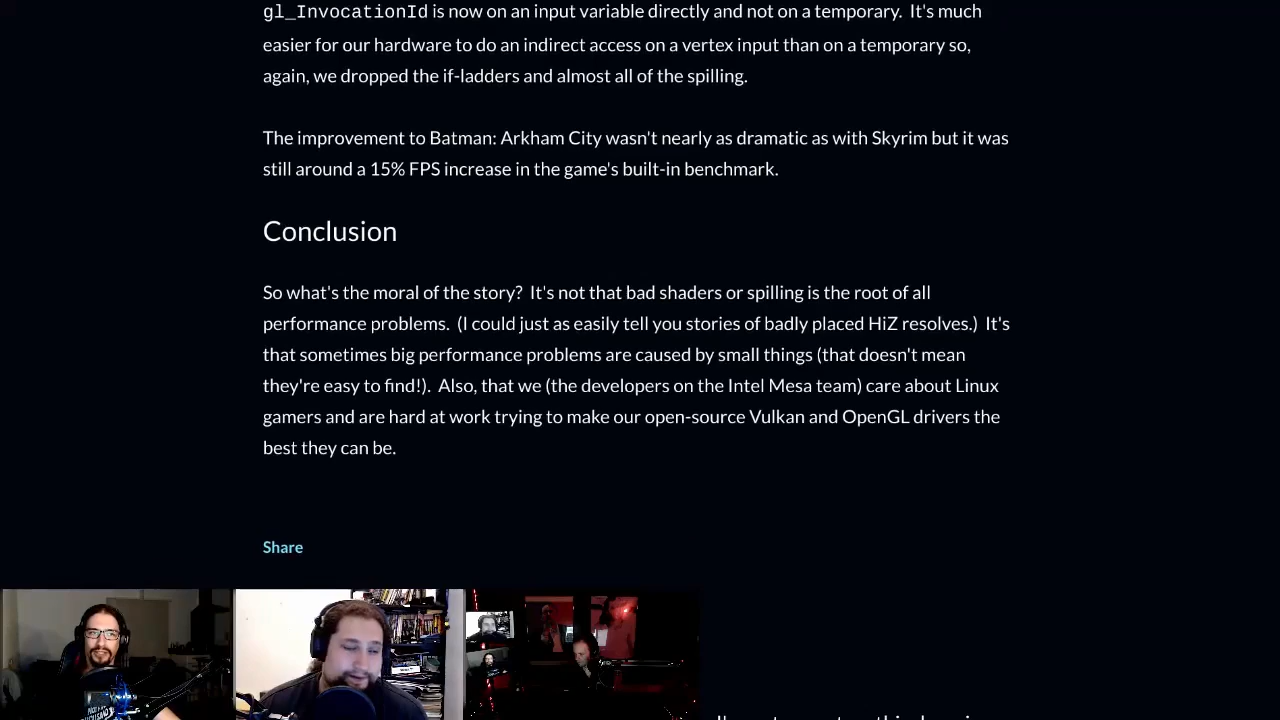 gl_InvocationId is now on an input variable directly and not on a temporary.  It's much
easier for our hardware to do an indirect access on a vertex input than on a temporary so,
again, we dropped the if-ladders and almost all of the spilling.
The improvement to Batman: Arkham City wasn't nearly as dramatic as with Skyrim but it was
still around a 15% FPS increase in the game's built-in benchmark.
Conclusion
So what's the moral of the story?  It's not that bad shaders or spilling is the root of all
performance problems.  (I could just as easily tell you stories of badly placed HiZ resolves.)  It's
that sometimes big performance problems are caused by small things (that doesn't mean
they're easy to find!).  Also, that we (the developers on the Intel Mesa team) care about Linux
gamers and are hard at work trying to make our open-source Vulkan and OpenGL drivers the
best they can be.
Share